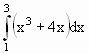 ∫₁³ (x³ + 4x)dx